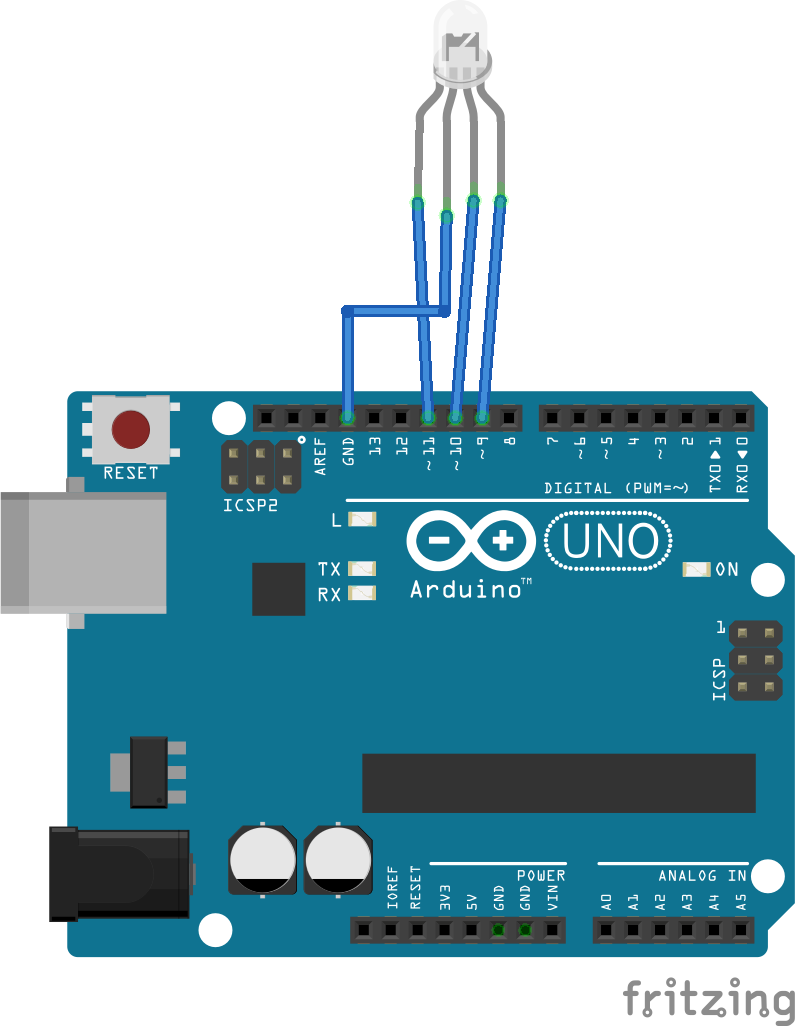 RESET
ICSP2
AREF
GND
13
12
~11
~10
~9
8
7
~6
~5
4
~3
2
TX0▶1
RX0◀0
DIGITAL (PWM=~)
L
TX
RX
Arduino™
UNO
ON
1
ICSP
IOREF
RESET
3V3
5V
GND
GND
VIN
POWER
ANALOG IN
A0
A1
A2
A3
A4
A5
fritzing